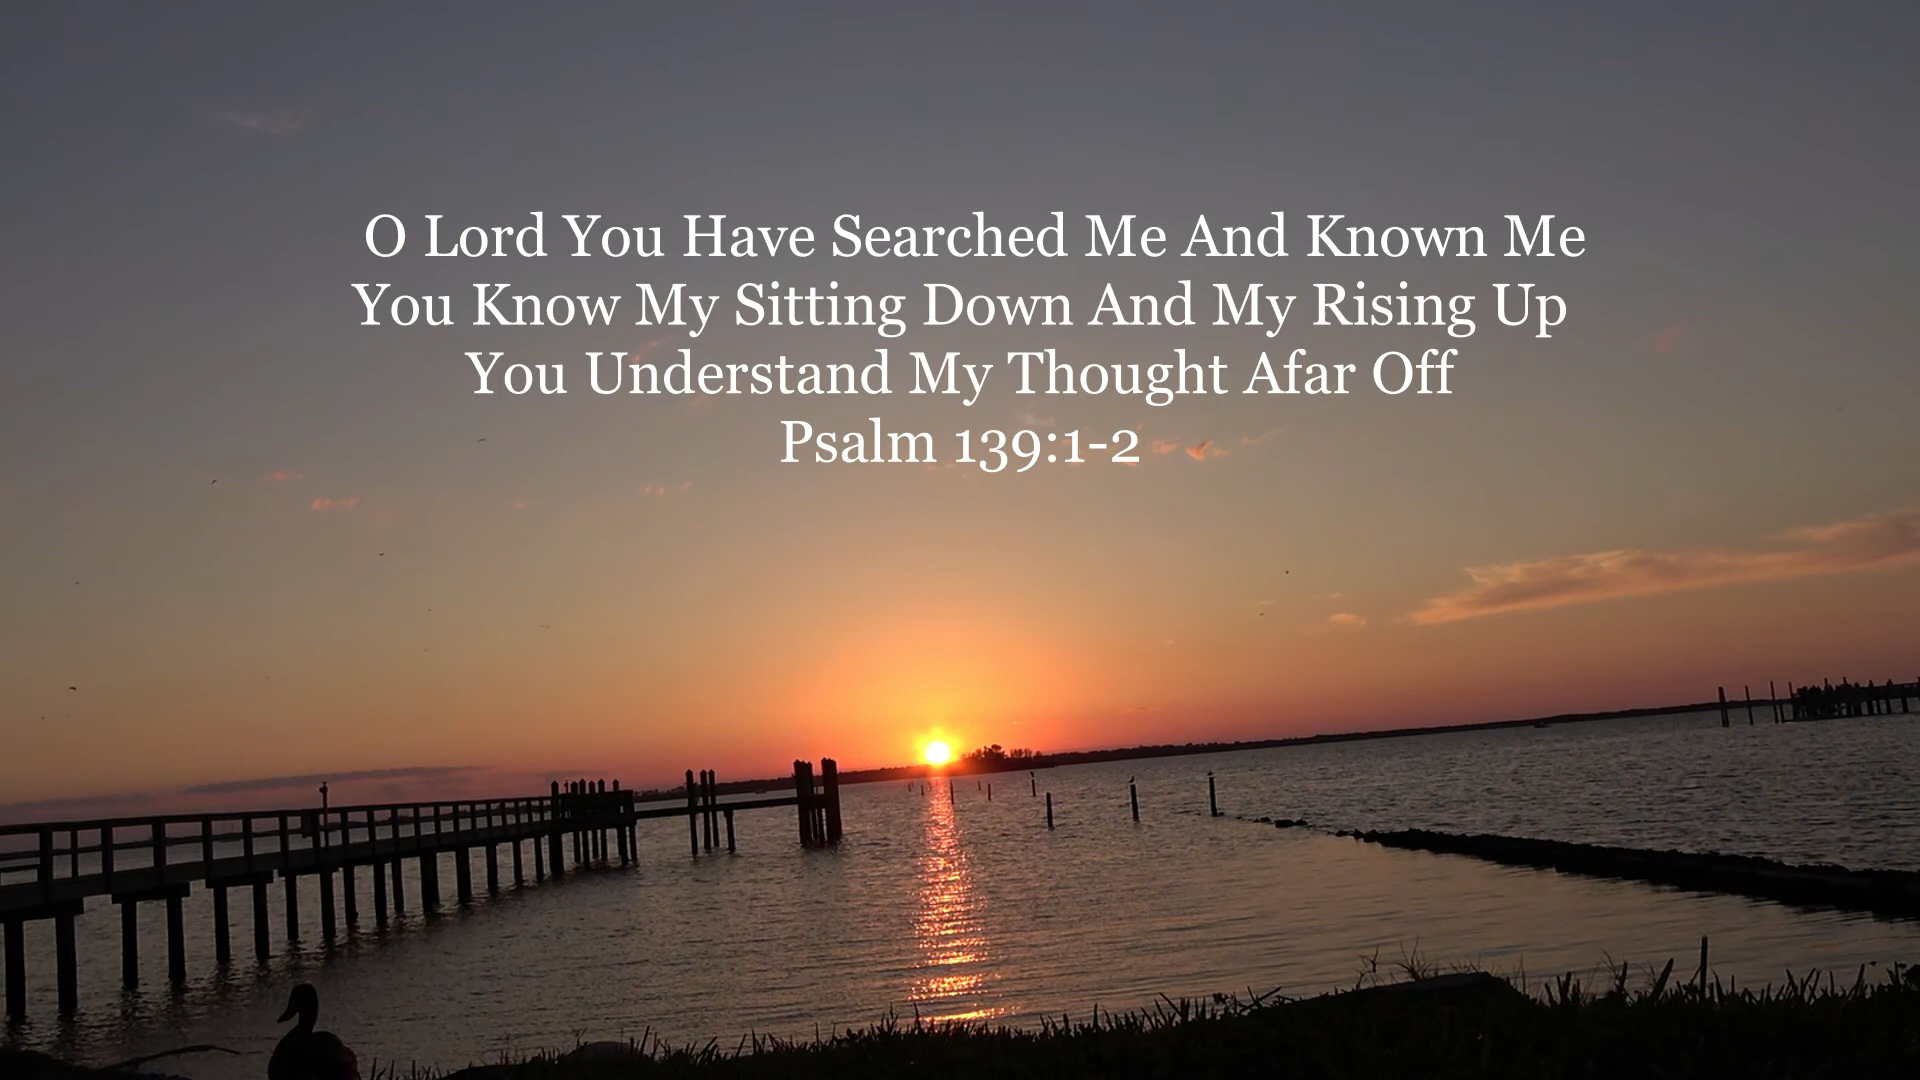 O Lord You Have Searched Me And Known Me
You Know My Sitting Down And My Rising Up
You Understand My Thought Afar Off
Psalm 139:1-2